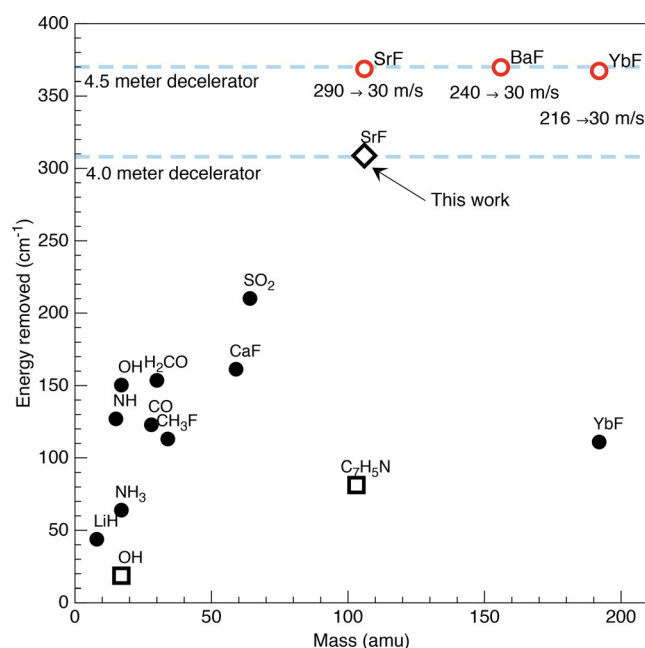 400
350
300
250
200
150
100
50
0
Energy removed (cm⁻¹)
SrF
BaF
YbF
4.5 meter decelerator
290 → 30 m/s
240 → 30 m/s
216 →30 m/s
SrF
4.0 meter decelerator
This work
SO₂
CaF
OH
H₂CO
NH
CO
CH₃F
YbF
C₇H₅N
NH₃
LiH
OH
0
50
100
150
200
Mass (amu)